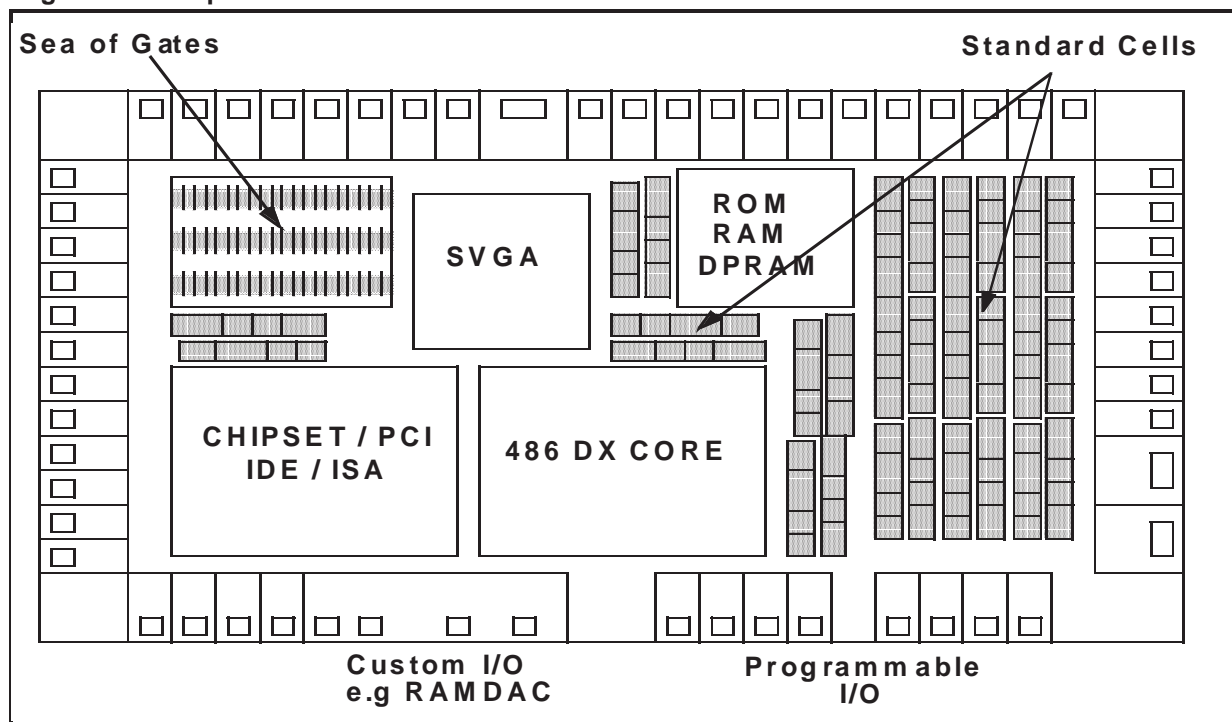 Sea of Gates
Standard Cells
SVGA
ROM
RAM
DPRAM
CHIPSET / PCI
IDE / ISA
486 DX CORE
Custom I/O
e.g RAMDAC
Programmable
I/O